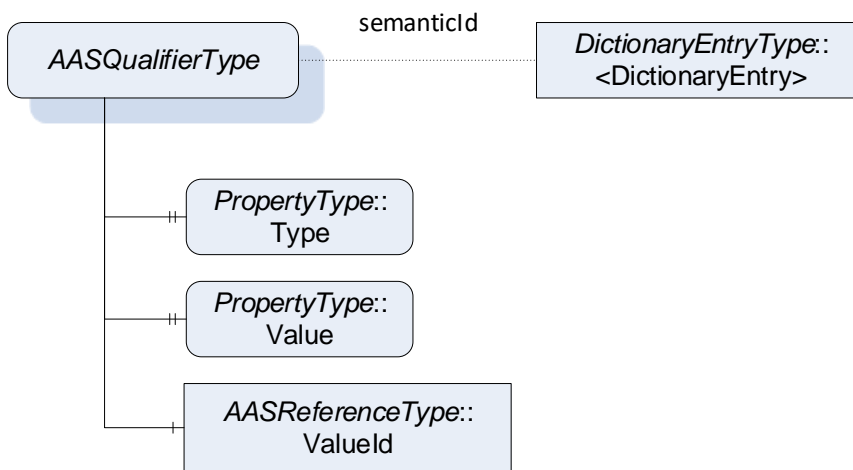 semanticId
AASQualifierType
DictionaryEntryType::
<DictionaryEntry>
PropertyType::
Type
PropertyType::
Value
AASReferenceType::
ValueId